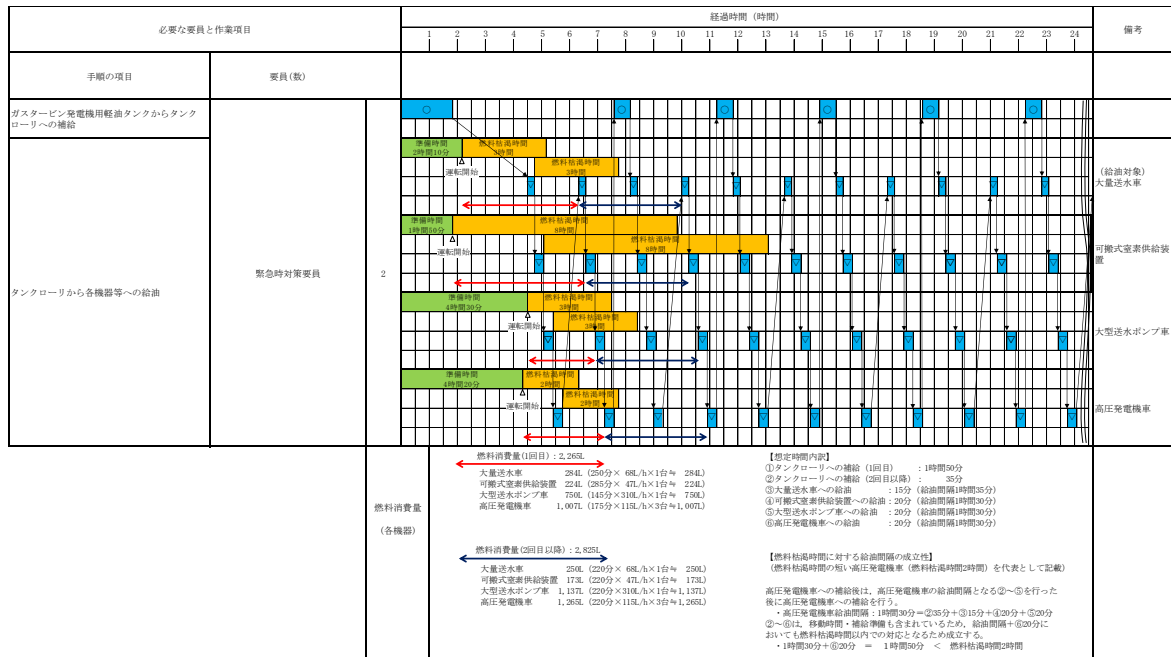 必要な要員と作業項目
経過時間（時間）
備考
1 2 3 4 5 6 7 8 9 10 11 12 13 14 15 16 17 18 19 20 21 22 23 24
手順の項目
要員(数)
ガスタービン発電機用軽油タンクからタンク
ローリへの補給
タンクローリから各機器等への給油
緊急時対策要員
2
準備時間
2時間10分
燃料枯渇時間
3時間
運転開始
燃料枯渇時間
3時間
（給油対象）
大量送水車
準備時間
1時間50分
燃料枯渇時間
8時間
運転開始
燃料枯渇時間
8時間
可搬式窒素供給装
置
準備時間
4時間30分
燃料枯渇時間
3時間
運転開始
燃料枯渇時間
3時間
大型送水ポンプ車
準備時間
4時間20分
燃料枯渇時間
2時間
運転開始
燃料枯渇時間
2時間
高圧発電機車
燃料消費量
(各機器)
燃料消費量(1回目)：2,265L
大量送水車 284L (250分× 68L/h×1台≒ 284L)
可搬式窒素供給装置 224L (285分× 47L/h×1台≒ 224L)
大型送水ポンプ車 750L (145分×310L/h×1台≒ 750L)
高圧発電機車 1,007L (175分×115L/h×3台≒1,007L)
燃料消費量(2回目以降)：2,825L
大量送水車 250L (220分× 68L/h×1台≒ 250L)
可搬式窒素供給装置 173L (220分× 47L/h×1台≒ 173L)
大型送水ポンプ車 1,137L (220分×310L/h×1台≒1,137L)
高圧発電機車 1,265L (220分×115L/h×3台≒1,265L)
【想定時間内訳】
①タンクローリへの補給（1回目） ：1時間50分
②タンクローリへの補給（2回目以降）： 35分
③大量送水車への給油 ：15分（給油間隔1時間35分）
④可搬式窒素供給装置への給油：20分（給油間隔1時間30分）
⑤大型送水ポンプ車への給油 ：20分（給油間隔1時間30分）
⑥高圧発電機車への給油 ：20分（給油間隔1時間30分）
【燃料枯渇時間に対する給油間隔の成立性】
（燃料枯渇時間の短い高圧発電機車（燃料枯渇時間2時間）を代表として記載）
高圧発電機車への補給後は，高圧発電機車の給油間隔となる②～⑤を行った
後に高圧発電機車への補給を行う。
・高圧発電機車給油間隔：1時間30分＝②35分＋③15分＋④20分＋⑤20分
②～⑥は，移動時間・補給準備も含まれているため，給油間隔＋⑥20分に
おいても燃料枯渇時間以内での対応となるため成立する。
・1時間30分＋⑥20分 ＝ 1時間50分 ＜ 燃料枯渇時間2時間